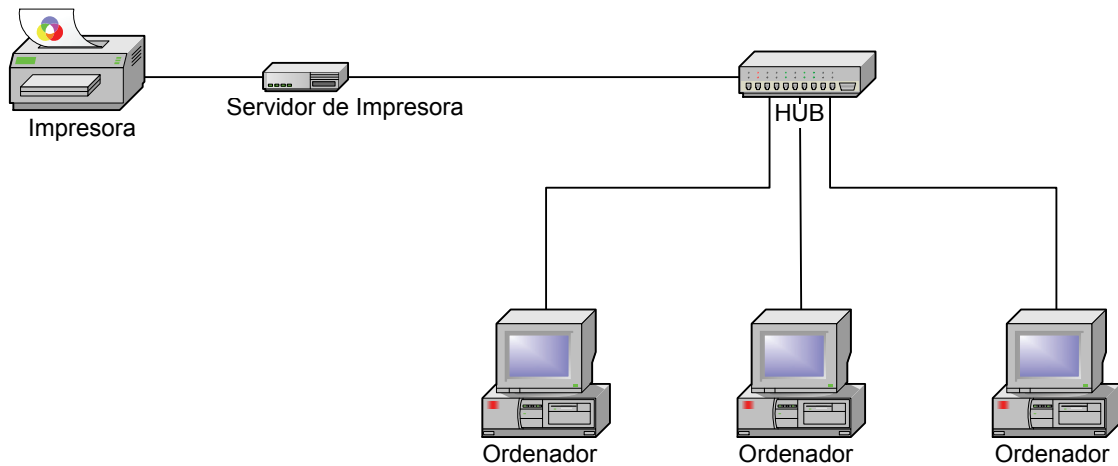 Impresora
Servidor de Impresora
HUB
Ordenador
Ordenador
Ordenador